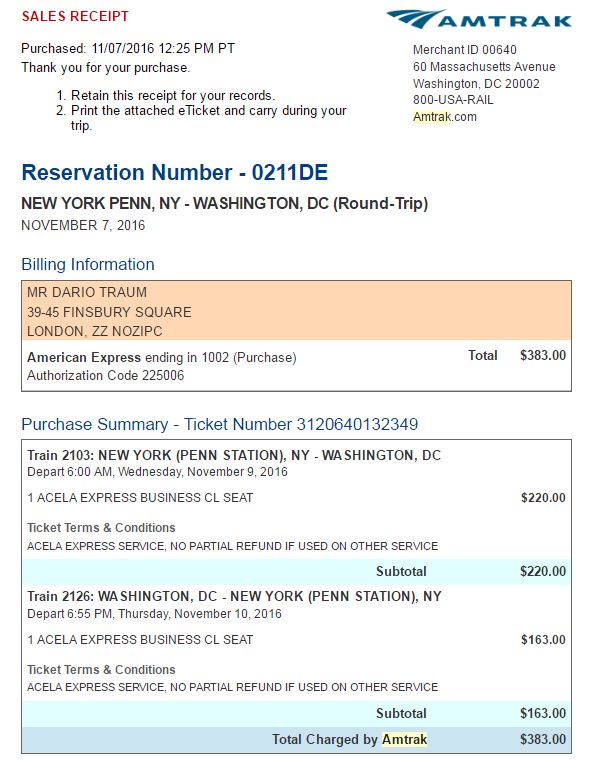 SALES RECEIPT
AMTRAK
Purchased: 11/07/2016 12:25 PM PT
Thank you for your purchase.
1. Retain this receipt for your records.
2. Print the attached eTicket and carry during your
trip.
Merchant ID 00640
60 Massachusetts Avenue
Washington, DC 20002
800-USA-RAIL
Amtrak.com
Reservation Number - 0211DE
NEW YORK PENN, NY - WASHINGTON, DC (Round-Trip)
NOVEMBER 7, 2016
Billing Information
MR DARIO TRAUM
39-45 FINSBURY SQUARE
LONDON, ZZ NOZIPC
American Express ending in 1002 (Purchase) Total $383.00
Authorization Code 225006
Purchase Summary - Ticket Number 3120640132349
Train 2103: NEW YORK (PENN STATION), NY - WASHINGTON, DC
Depart 6:00 AM, Wednesday, November 9, 2016
1 ACELA EXPRESS BUSINESS CL SEAT $220.00
Ticket Terms & Conditions
ACELA EXPRESS SERVICE, NO PARTIAL REFUND IF USED ON OTHER SERVICE
Subtotal $220.00
Train 2126: WASHINGTON, DC - NEW YORK (PENN STATION), NY
Depart 6:55 PM, Thursday, November 10, 2016
1 ACELA EXPRESS BUSINESS CL SEAT $163.00
Ticket Terms & Conditions
ACELA EXPRESS SERVICE, NO PARTIAL REFUND IF USED ON OTHER SERVICE
Subtotal $163.00
Total Charged by Amtrak $383.00